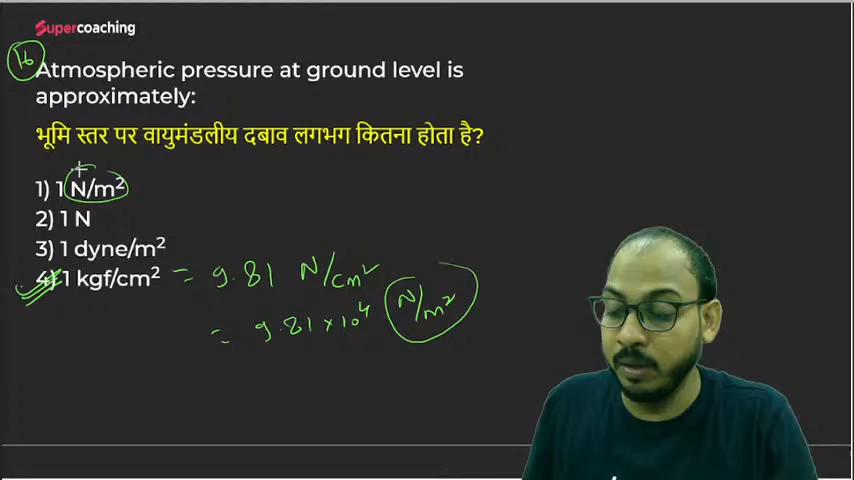 Supercoaching
16
Atmospheric pressure at ground level is
approximately:
भूमि स्तर पर वायुमंडलीय दबाव लगभग कितना होता है?
1) 1 N/m²
2) 1 N
3) 1 dyne/m²
4) 1 kgf/cm² = 9.81 N/cm²
= 9.81 × 10⁴ N/m²